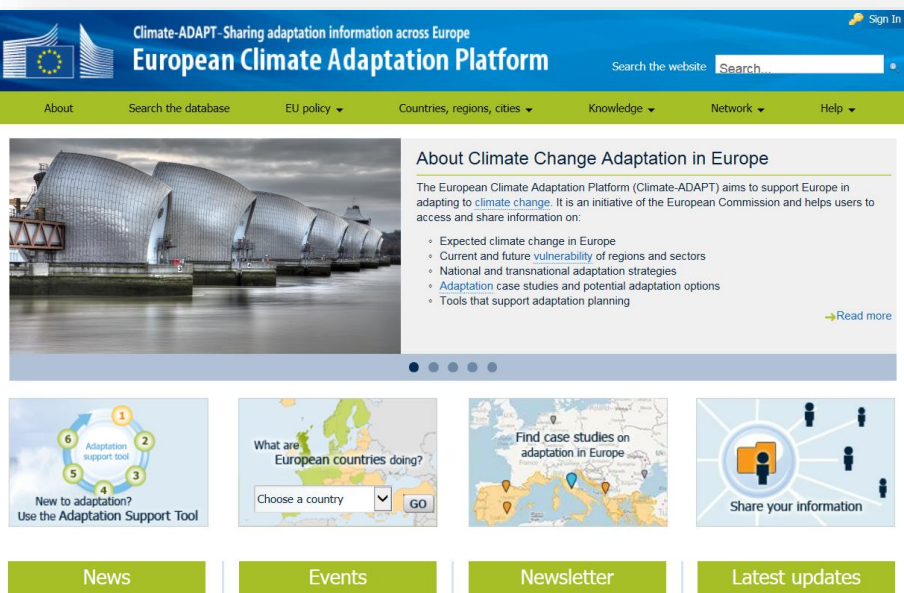 Sign In
Climate-ADAPT-Sharing adaptation information across Europe
European Climate Adaptation Platform
Search the website Search...
About Search the database EU policy Countries, regions, cities Knowledge Network Help
About Climate Change Adaptation in Europe
The European Climate Adaptation Platform (Climate-ADAPT) aims to support Europe in
adapting to climate change. It is an initiative of the European Commission and helps users to
access and share information on:
Expected climate change in Europe
Current and future vulnerability of regions and sectors
National and transnational adaptation strategies
Adaptation case studies and potential adaptation options
Tools that support adaptation planning
Read more
1
2
3
4
5
6
Adaptation
support tool
New to adaptation?
Use the Adaptation Support Tool
What are
European countries doing?
Choose a country GO
Find case studies on
adaptation in Europe
Share your information
News
Events
Newsletter
Latest updates